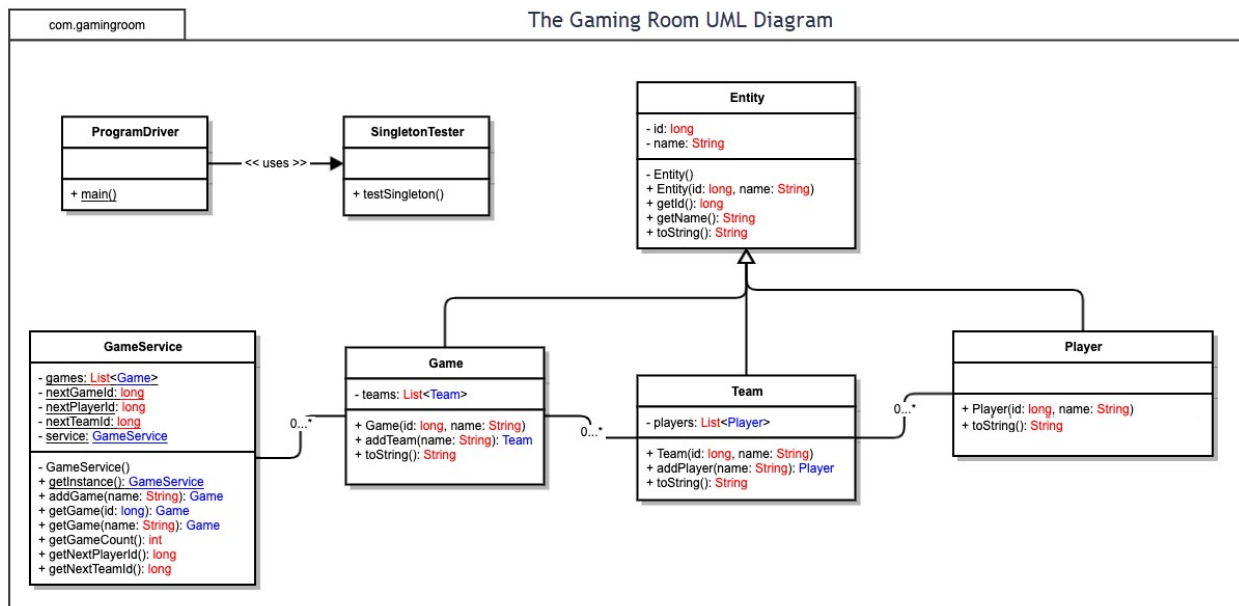 com.gamingroom
The Gaming Room UML Diagram
ProgramDriver
+ main()
<< uses >>
SingletonTester
+ testSingleton()
Entity
- id: long
- name: String
- Entity()
+ Entity(id: long, name: String)
+ getId(): long
+ getName(): String
+ toString(): String
GameService
- games: List<Game>
- nextGameId: long
- nextPlayerId: long
- nextTeamId: long
- service: GameService
- GameService()
+ getInstance(): GameService
+ addGame(name: String): Game
+ getGame(id: long): Game
+ getGame(name: String): Game
+ getGameCount(): int
+ getNextPlayerId(): long
+ getNextTeamId(): long
0...*
Game
- teams: List<Team>
+ Game(id: long, name: String)
+ addTeam(name: String): Team
+ toString(): String
0...*
Team
- players: List<Player>
+ Team(id: long, name: String)
+ addPlayer(name: String): Player
+ toString(): String
0...*
Player
+ Player(id: long, name: String)
+ toString(): String